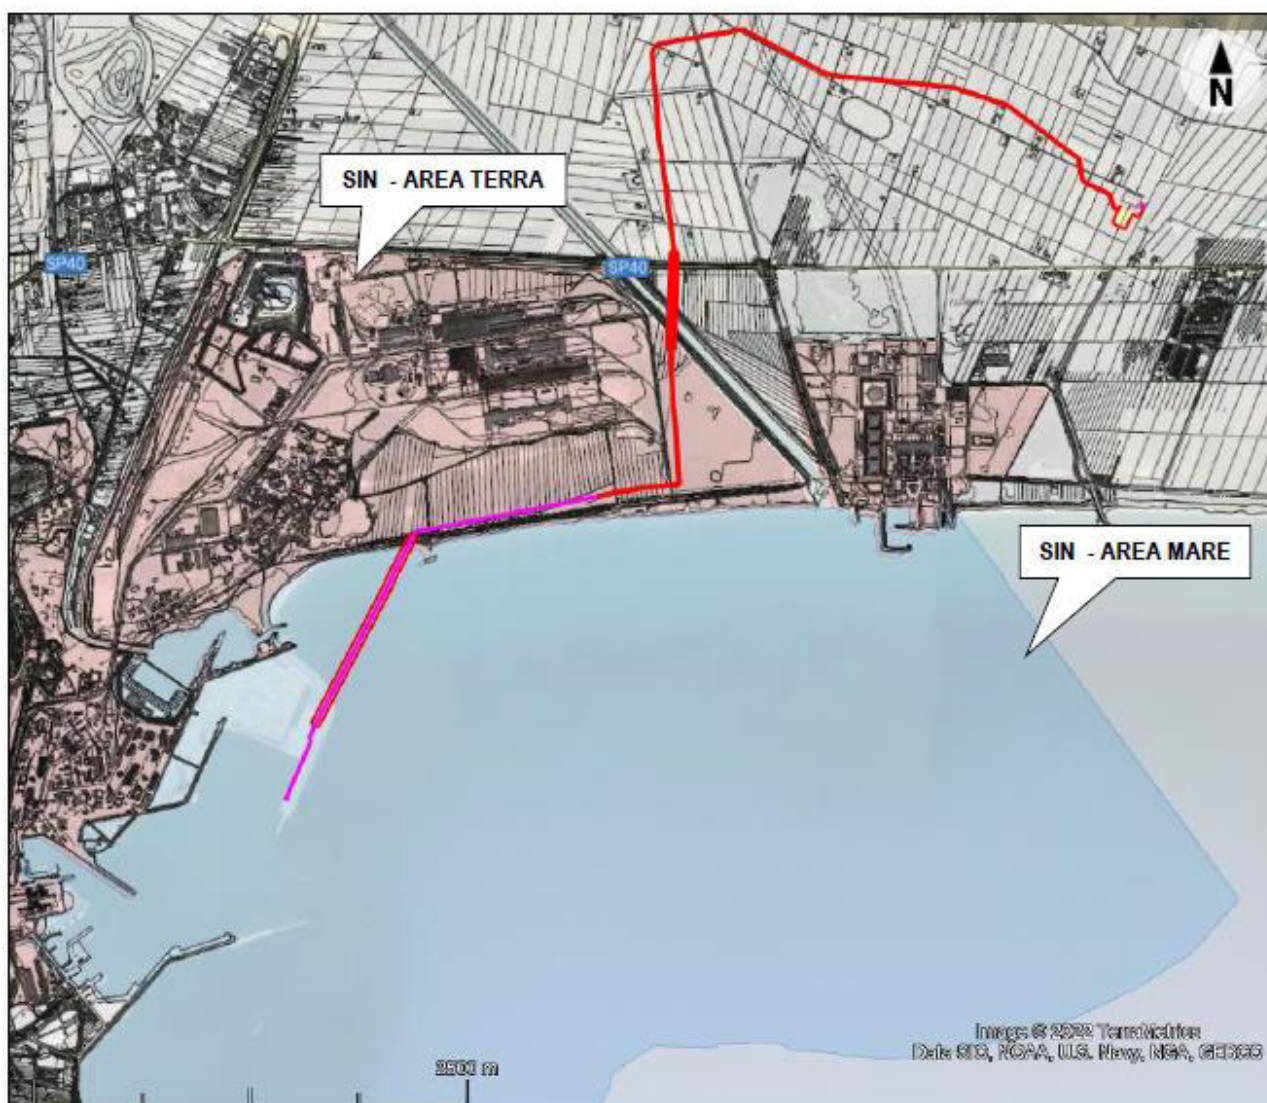 N
SIN - AREA TERRA
SP40
SP40
SIN - AREA MARE
Image © 2022 TerraMetrics
Data SIO, NOAA, U.S. Navy, NGA, GEBCO
2500 m